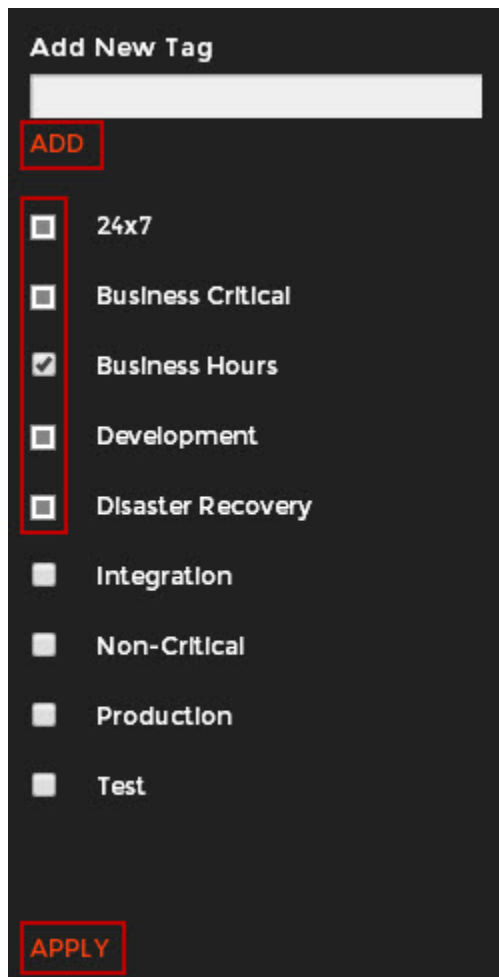 Add New Tag
ADD
24x7
Business Critical
Business Hours
Development
Disaster Recovery
Integration
Non-Critical
Production
Test
APPLY